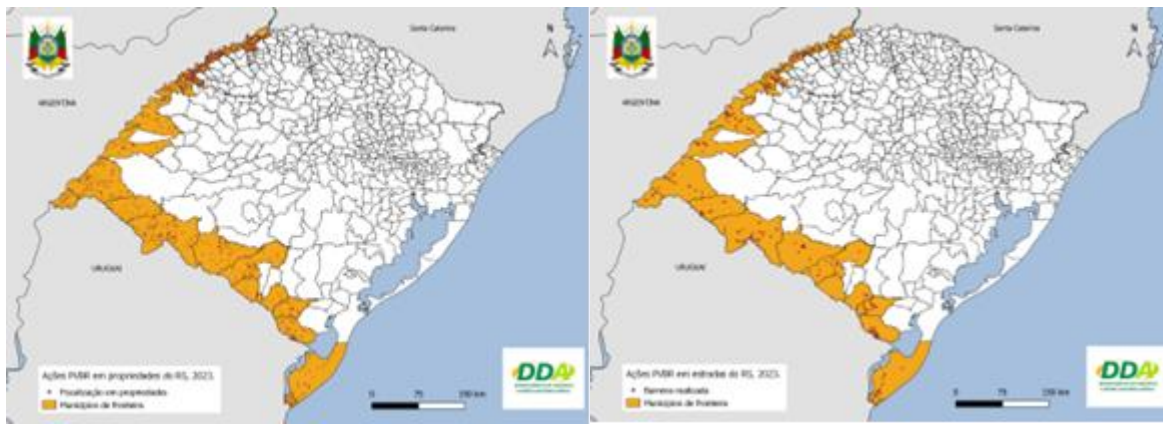 Santa Catarina
N
ARGENTINA
URUGUAI
Ações PVBR em propriedades do RS, 2023.
Fiscalização em propriedades
Municípios de fronteira
0 75 150 km
DDA
Santa Catarina
N
ARGENTINA
URUGUAI
Ações PVBR em estradas do RS, 2023.
Barreira realizada
Municípios de fronteira
0 75 150 km
DDA